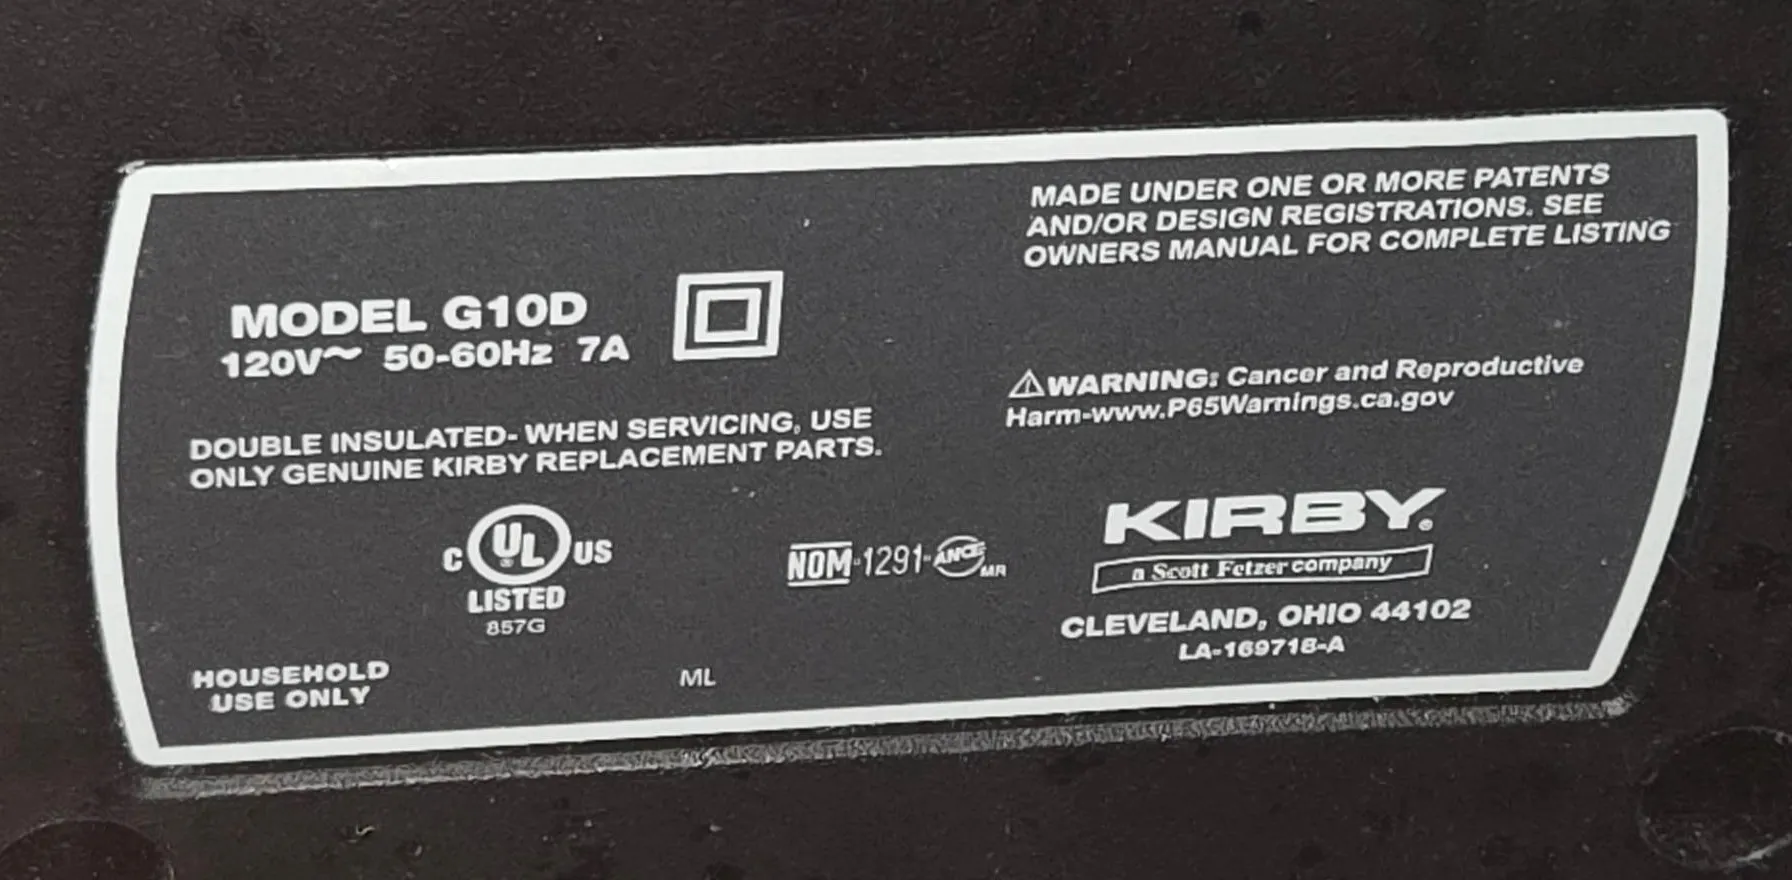 MADE UNDER ONE OR MORE PATENTS
AND/OR DESIGN REGISTRATIONS. SEE
OWNERS MANUAL FOR COMPLETE LISTING
MODEL G10D
120V~ 50-60Hz 7A
⚠WARNING: Cancer and Reproductive
Harm-www.P65Warnings.ca.gov
DOUBLE INSULATED- WHEN SERVICING, USE
ONLY GENUINE KIRBY REPLACEMENT PARTS.
C UL® US
LISTED
857G
NOM-1291-ANCE MR
KIRBY®
a Scott Fetzer company
CLEVELAND, OHIO 44102
LA-169718-A
HOUSEHOLD
USE ONLY
ML